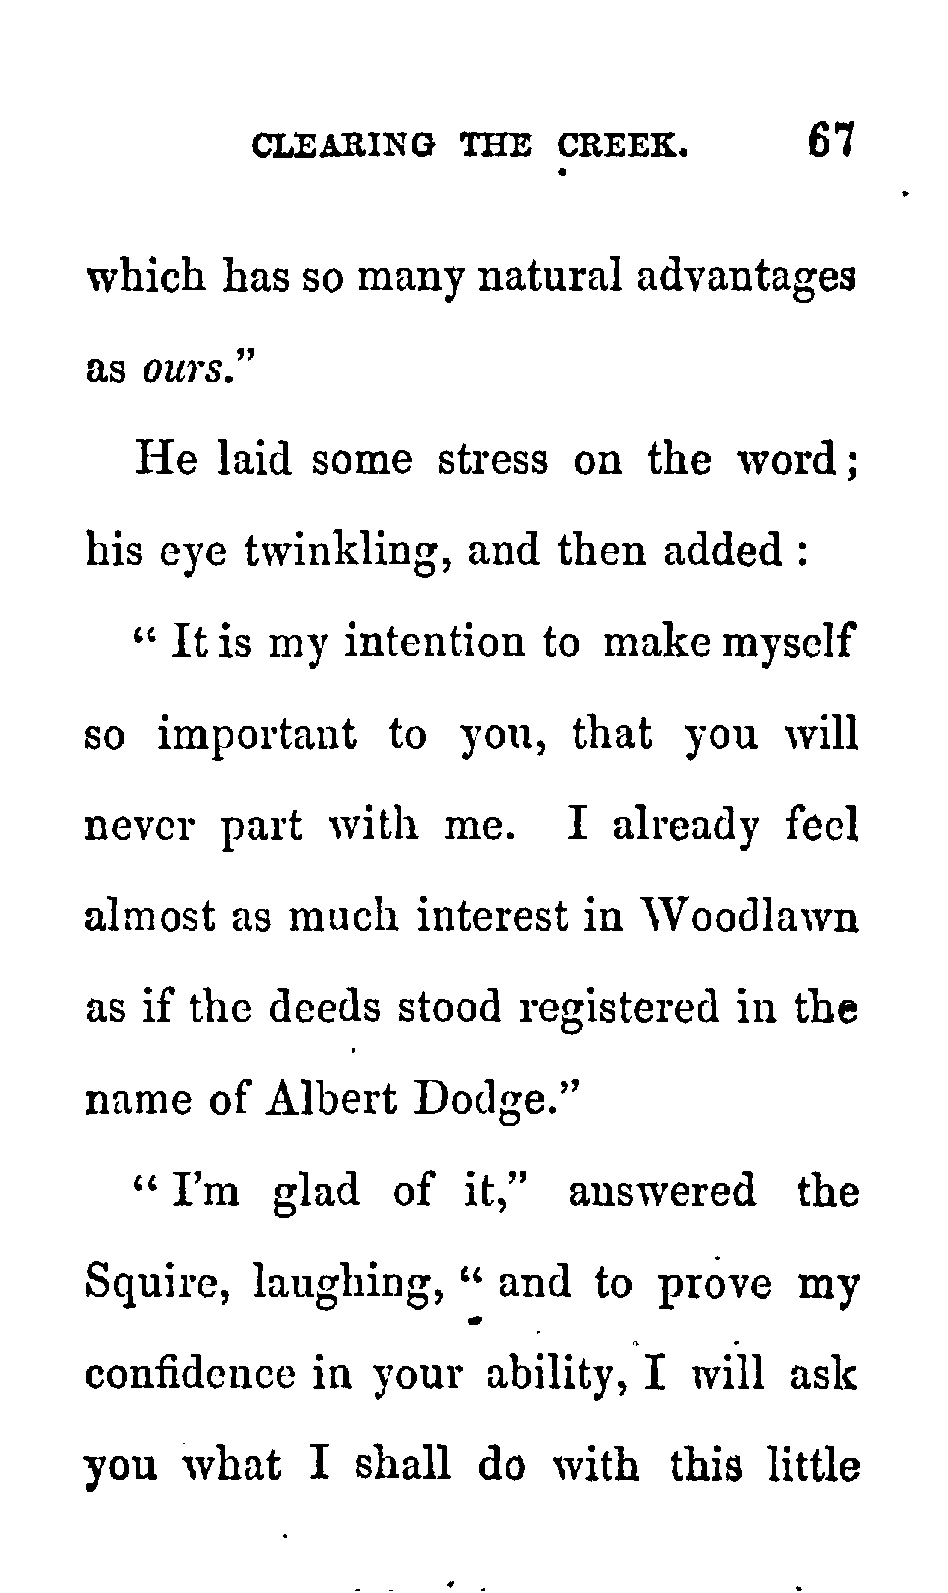 CLEARING THE CREEK. 67
which has so many natural advantages
as ours.”
He laid some stress on the word;
his eye twinkling, and then added :
“ It is my intention to make myself
so important to you, that you will
never part with me. I already feel
almost as much interest in Woodlawn
as if the deeds stood registered in the
name of Albert Dodge.”
“ I’m glad of it,” answered the
Squire, laughing, “ and to prove my
confidence in your ability, I will ask
you what I shall do with this little